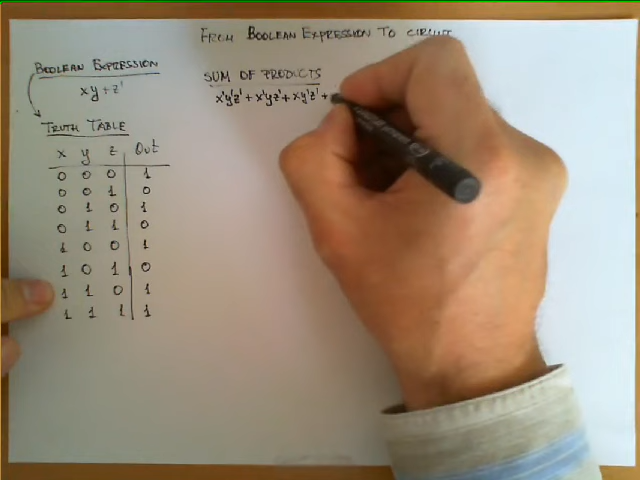 FROM BOOLEAN EXPRESSION TO CIRCUIT
BOOLEAN EXPRESSION
xy+z'
SUM OF PRODUCTS
x'y'z' + x'yz' + xy'z' +
TRUTH TABLE
x y z Out
0 0 0 1
0 0 1 0
0 1 0 1
0 1 1 0
1 0 0 1
1 0 1 0
1 1 0 1
1 1 1 1